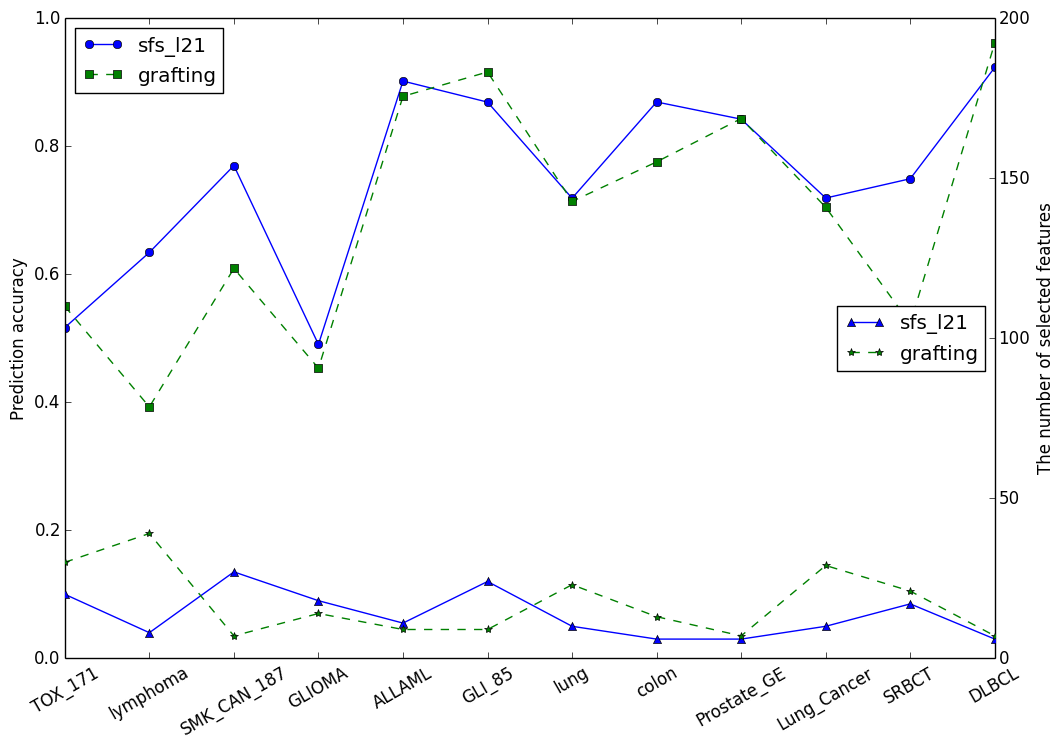 1.0
0.8
0.6
0.4
0.2
0.0
Prediction accuracy
sfs_l21
grafting
200
150
100
50
0
The number of selected features
sfs_l21
grafting
TOX_171
lymphoma
SMK_CAN_187
GLIOMA
ALLAML
GLI_85
lung
colon
Prostate_GE
Lung_Cancer
SRBCT
DLBCL